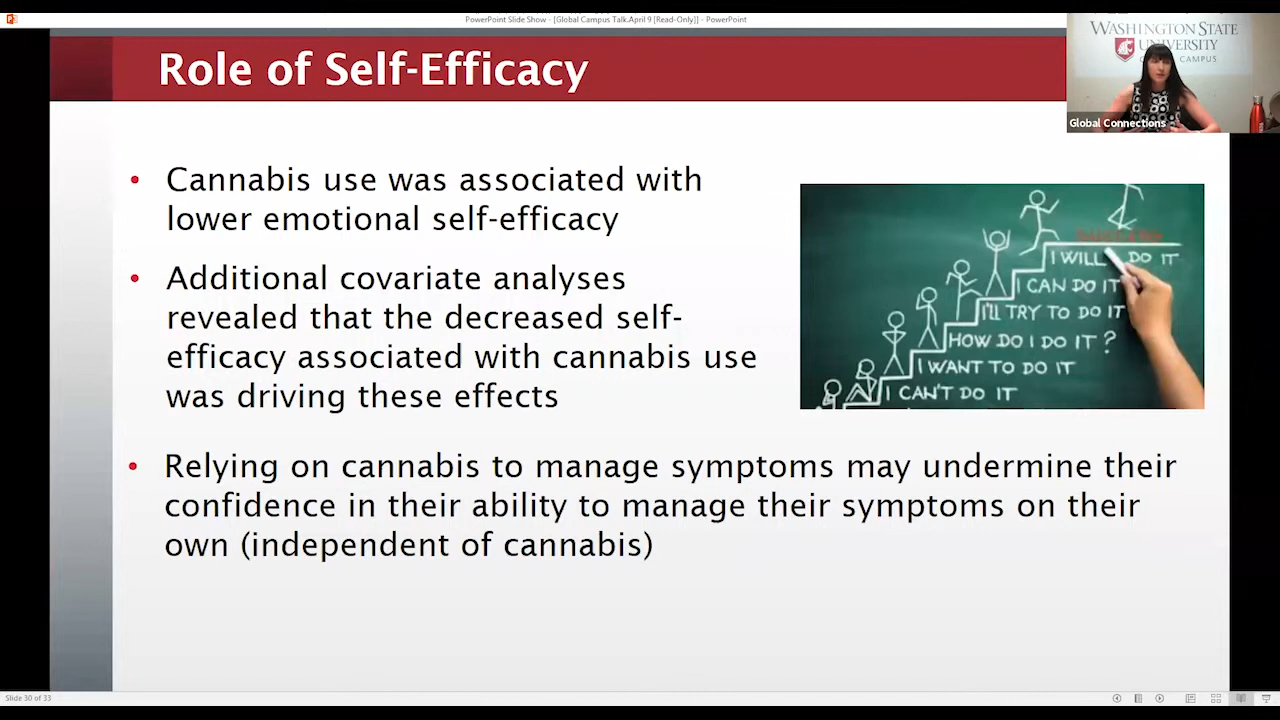 PowerPoint Slide Show - [Global Campus Talk.April 9 [Read-Only]] - PowerPoint
WASHINGTON STATE
UNIVERSITY
CAMPUS
Global Connections
Role of Self-Efficacy
• Cannabis use was associated with
lower emotional self-efficacy
• Additional covariate analyses
revealed that the decreased self-
efficacy associated with cannabis use
was driving these effects
I WILL DO IT
I CAN DO IT
I'LL TRY TO DO IT
HOW DO I DO IT?
I WANT TO DO IT
I CAN'T DO IT
• Relying on cannabis to manage symptoms may undermine their
confidence in their ability to manage their symptoms on their
own (independent of cannabis)
Slide 30 of 33